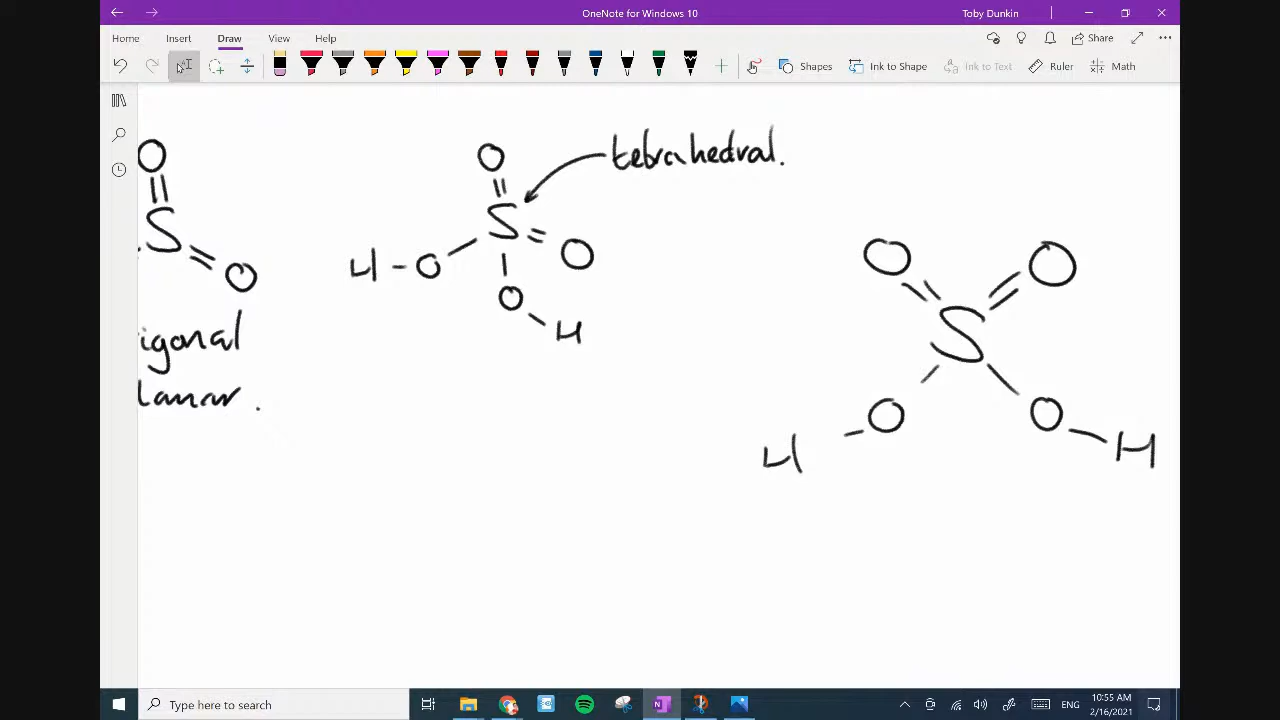 OneNote for Windows 10
Toby Dunkin
Home Insert Draw View Help
Share
Shapes Ink to Shape Ink to Text Ruler Math
O
S
O
igonal
lanar.
O
tetrahedral.
S
O
H-O
O
H
O O
S
O O
H H
Type here to search
ENG
10:55 AM
2/16/2021